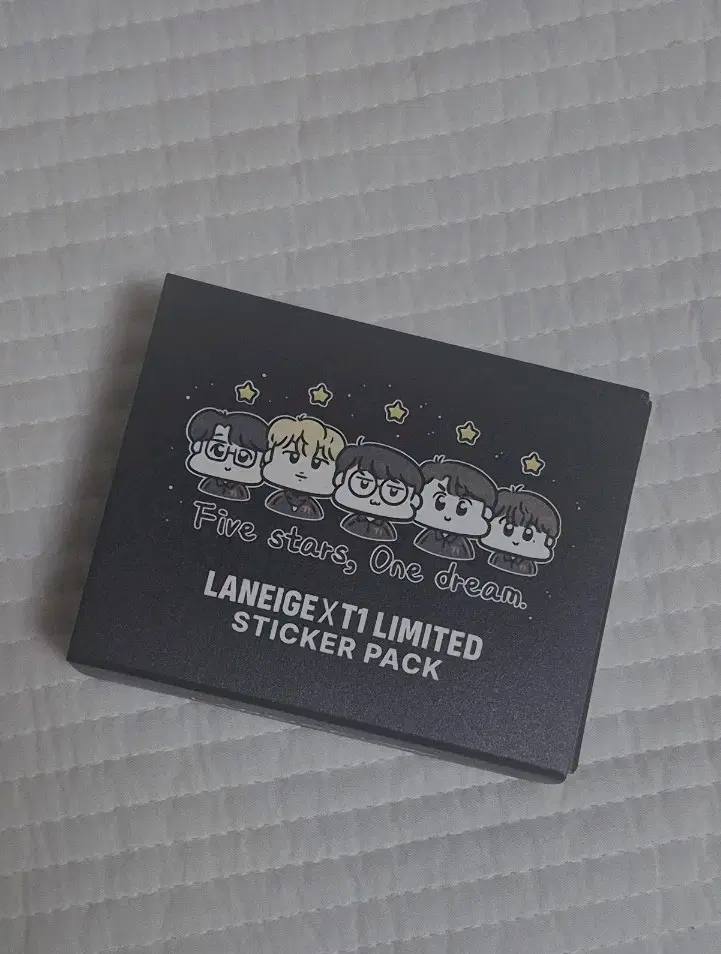 Five stars, One dream.
LANEIGE X T1 LIMITED
STICKER PACK